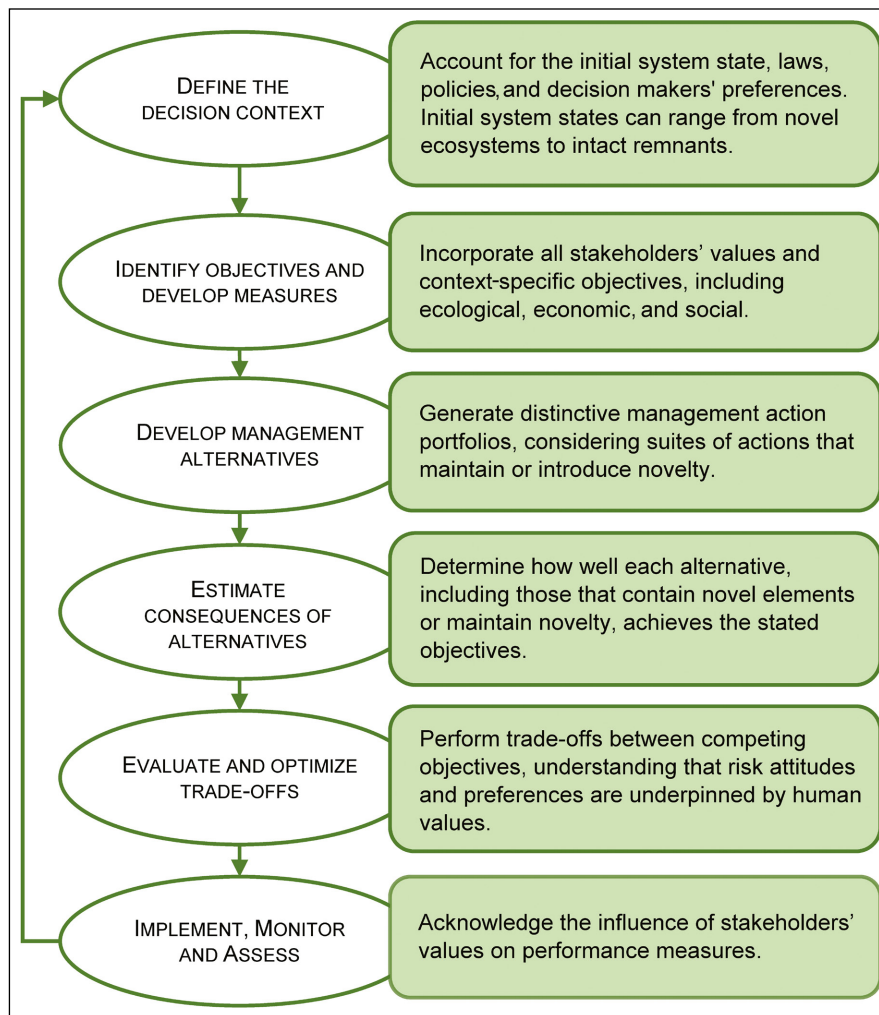 DEFINE THE
DECISION CONTEXT
Account for the initial system state, laws,
policies, and decision makers' preferences.
Initial system states can range from novel
ecosystems to intact remnants.
IDENTIFY OBJECTIVES AND
DEVELOP MEASURES
Incorporate all stakeholders’ values and
context-specific objectives, including
ecological, economic, and social.
DEVELOP MANAGEMENT
ALTERNATIVES
Generate distinctive management action
portfolios, considering suites of actions that
maintain or introduce novelty.
ESTIMATE
CONSEQUENCES OF
ALTERNATIVES
Determine how well each alternative,
including those that contain novel elements
or maintain novelty, achieves the stated
objectives.
EVALUATE AND OPTIMIZE
TRADE-OFFS
Perform trade-offs between competing
objectives, understanding that risk attitudes
and preferences are underpinned by human
values.
IMPLEMENT, MONITOR
AND ASSESS
Acknowledge the influence of stakeholders’
values on performance measures.